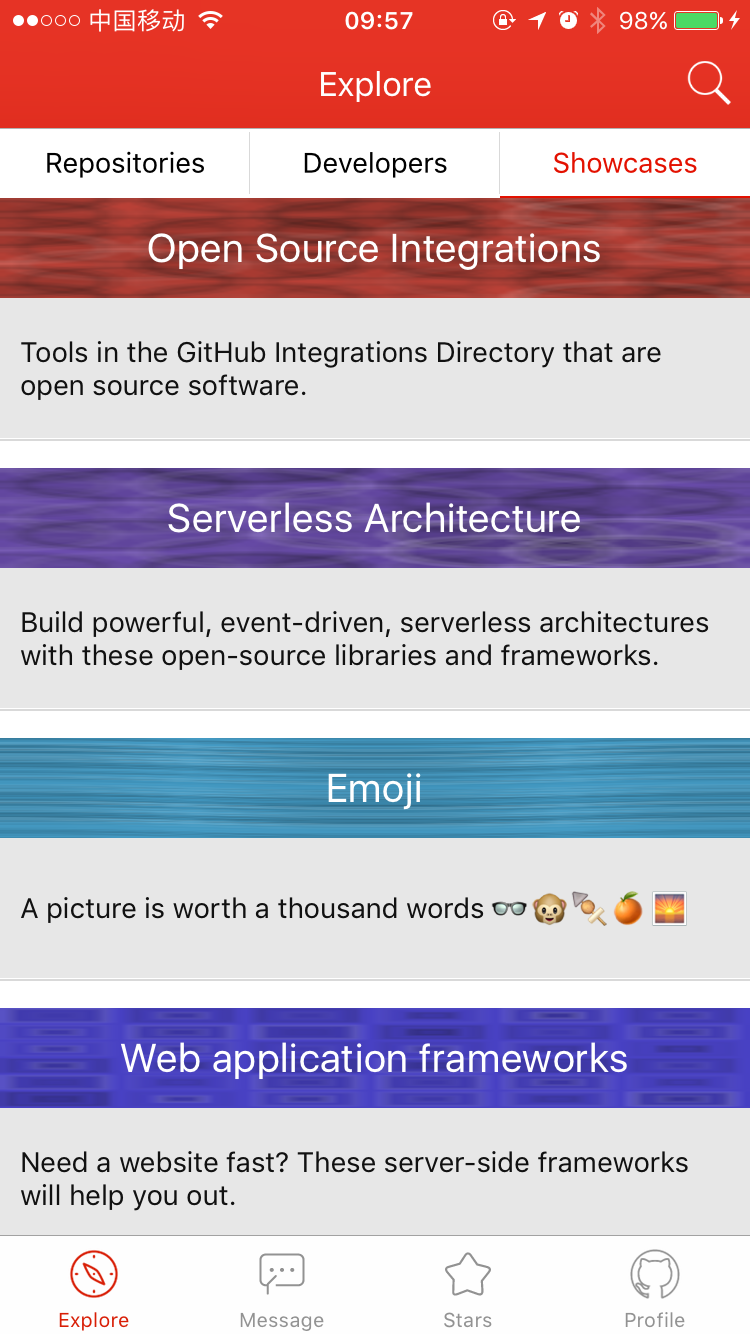 中国移动 09:57 98%
Explore
Repositories Developers Showcases
Open Source Integrations
Tools in the GitHub Integrations Directory that are
open source software.
Serverless Architecture
Build powerful, event-driven, serverless architectures
with these open-source libraries and frameworks.
Emoji
A picture is worth a thousand words 👓🐵🍢🍊🌅
Web application frameworks
Need a website fast? These server-side frameworks
will help you out.
Explore Message Stars Profile